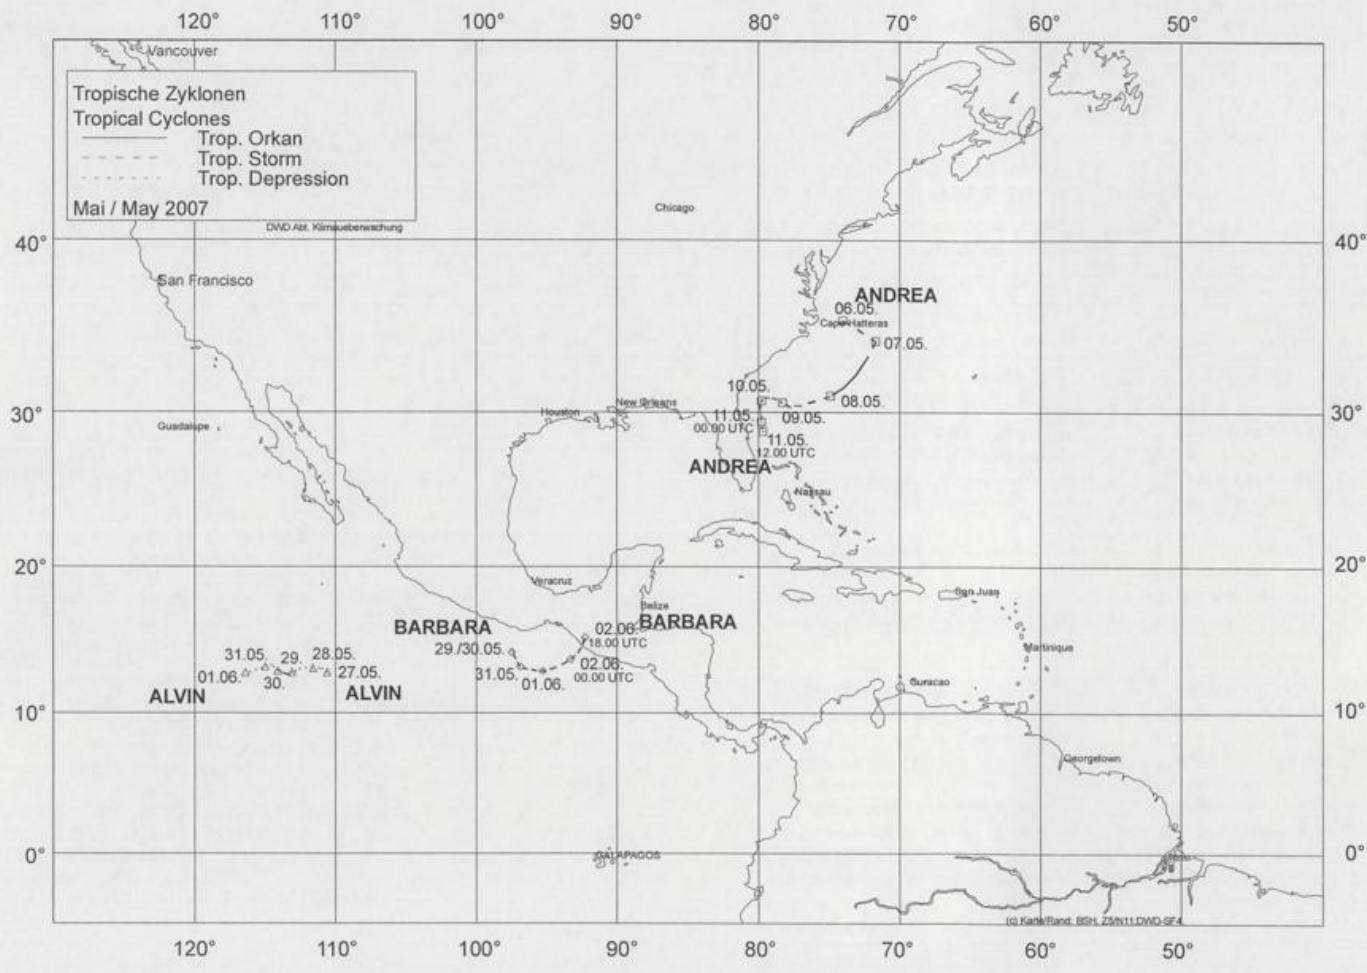 120° 110° 100° 90° 80° 70° 60° 50°
Vancouver
Tropische Zyklonen
Tropical Cyclones
Trop. Orkan
Trop. Storm
Trop. Depression
Mai / May 2007
DWD Abt. Klimaueberwachung
Chicago
40° 40°
San Francisco
ANDREA
06.05.
Cape Hatteras
07.05.
10.05.
08.05.
New Orleans
09.05.
Houston
30° 30°
11.05.
00.00 UTC
Guadalupe
11.05.
12.00 UTC
ANDREA
Nassau
20° 20°
Veracruz
San Juan
Belize
BARBARA
BARBARA
02.06.
18.00 UTC
Martinique
29./30.05.
31.05. 29 28.05.
02.06.
00.00 UTC
01.06. 30. 27.05.
31.05.
01.06.
Curacao
ALVIN
ALVIN
10° 10°
Georgetown
0° 0°
GALAPAGOS
(c) Karte/Rand: BSH, Z5/N11:DWD-SF4
120° 110° 100° 90° 80° 70° 60° 50°